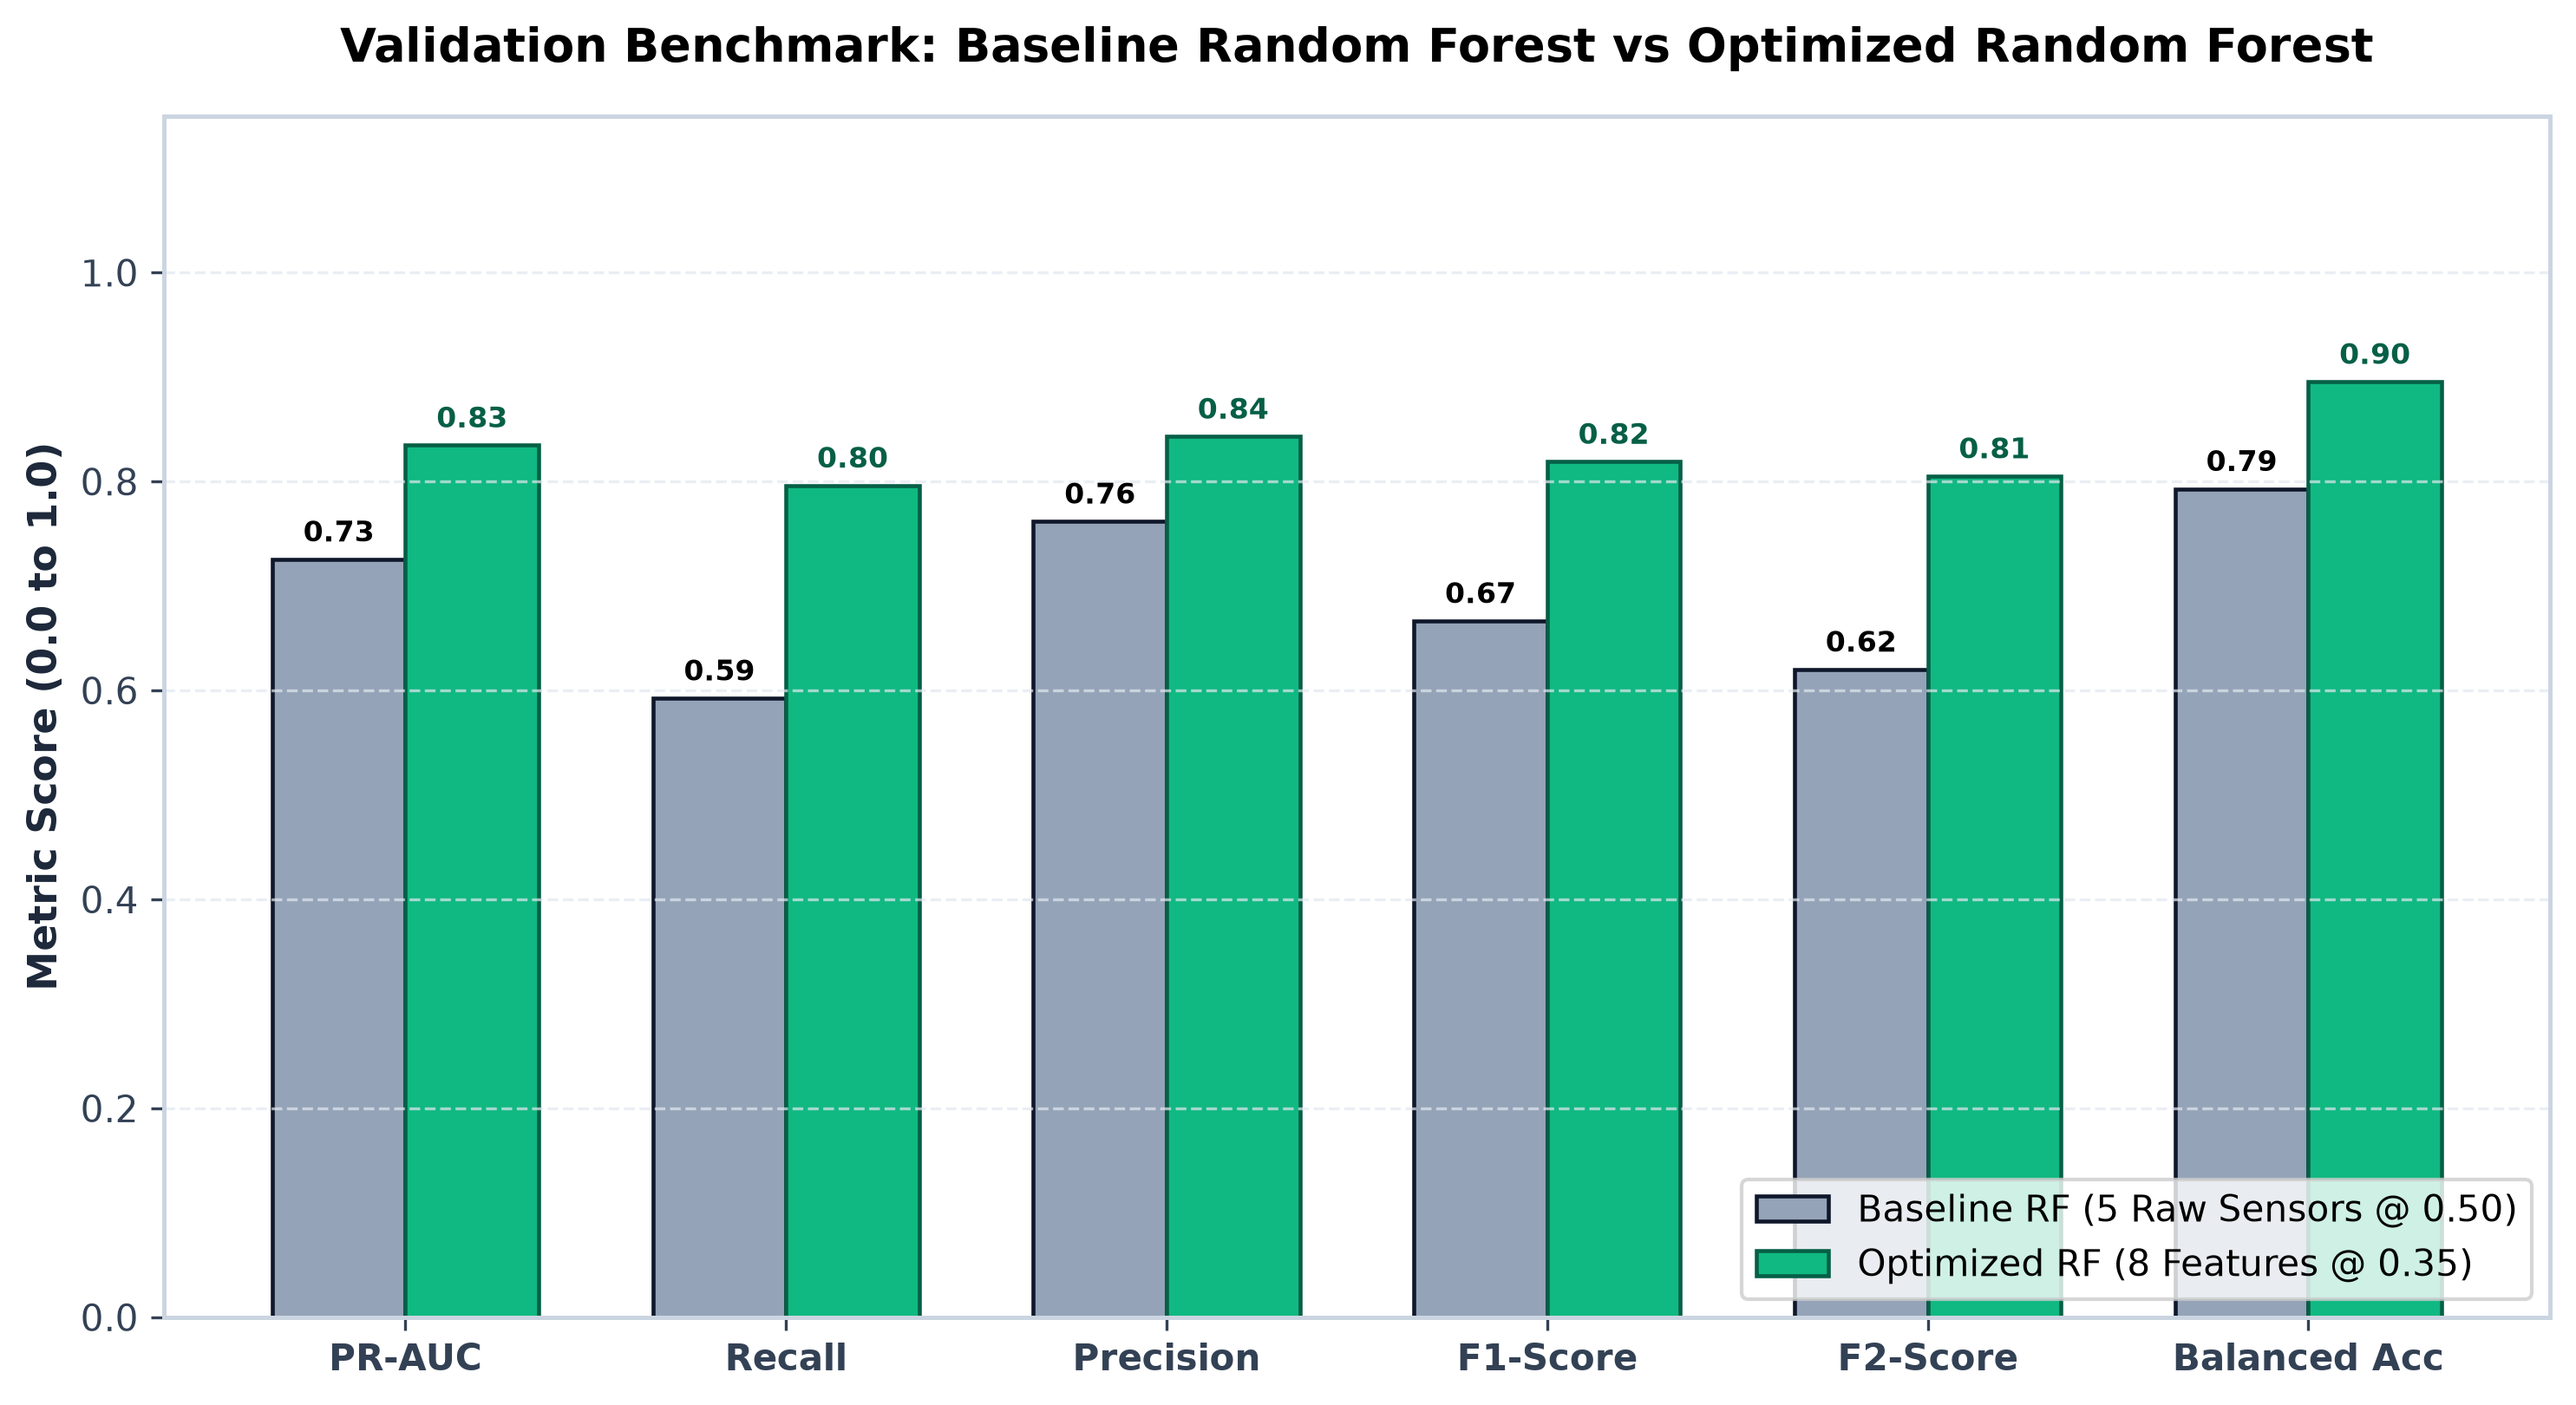 Validation Benchmark: Baseline Random Forest vs Optimized Random Forest
Metric Score (0.0 to 1.0)
1.0
0.8
0.6
0.4
0.2
0.0
0.73
0.83
0.59
0.80
0.76
0.84
0.67
0.82
0.62
0.81
0.79
0.90
Baseline RF (5 Raw Sensors @ 0.50)
Optimized RF (8 Features @ 0.35)
PR-AUC
Recall
Precision
F1-Score
F2-Score
Balanced Acc